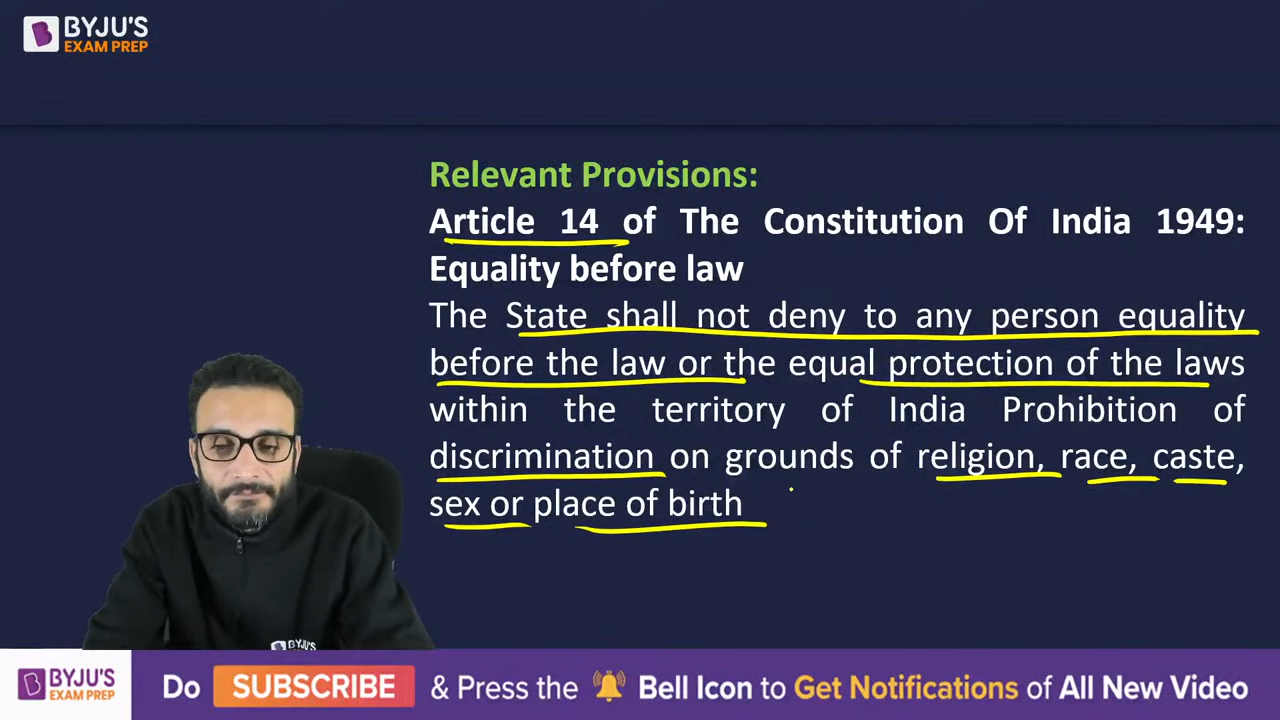 BYJU'S
EXAM PREP
Relevant Provisions:
Article 14 of The Constitution Of India 1949:
Equality before law
The State shall not deny to any person equality
before the law or the equal protection of the laws
within the territory of India Prohibition of
discrimination on grounds of religion, race, caste,
sex or place of birth
BYJU'S
BYJU'S
EXAM PREP
Do SUBSCRIBE & Press the Bell Icon to Get Notifications of All New Video